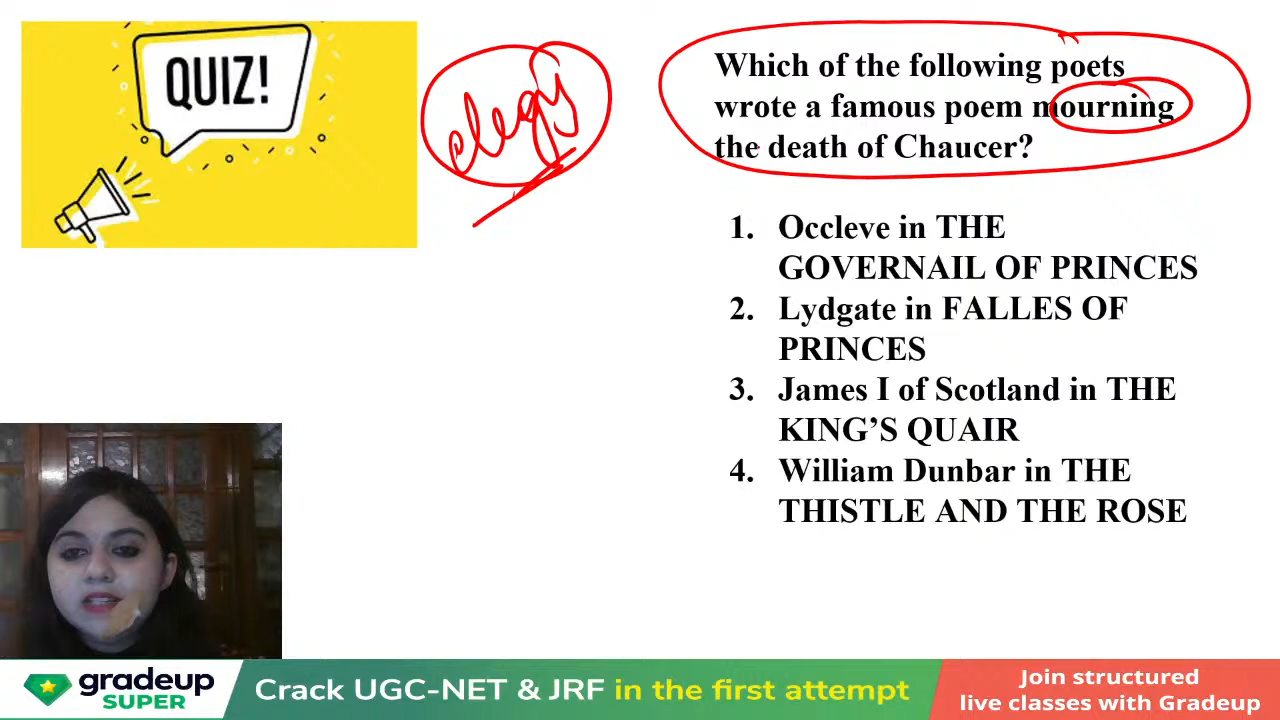 QUIZ!
elegy
Which of the following poets
wrote a famous poem mourning
the death of Chaucer?
1. Occleve in THE
GOVERNAIL OF PRINCES
2. Lydgate in FALLES OF
PRINCES
3. James I of Scotland in THE
KING’S QUAIR
4. William Dunbar in THE
THISTLE AND THE ROSE
gradeup
SUPER
Crack UGC-NET & JRF in the first attempt
Join structured
live classes with Gradeup